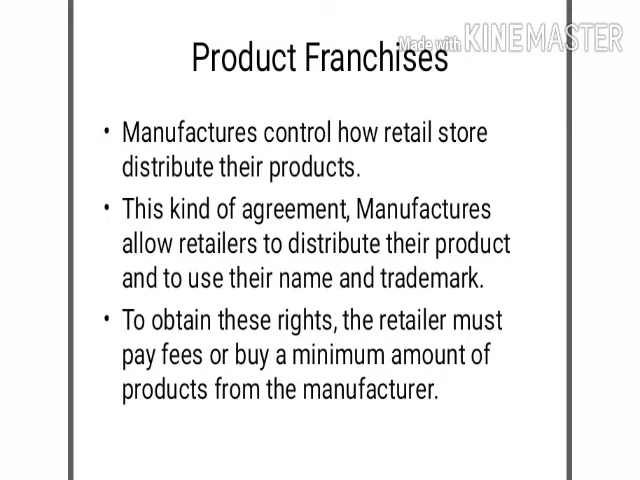 Made with KINEMASTER
Product Franchises
• Manufactures control how retail store
distribute their products.
• This kind of agreement, Manufactures
allow retailers to distribute their product
and to use their name and trademark.
• To obtain these rights, the retailer must
pay fees or buy a minimum amount of
products from the manufacturer.